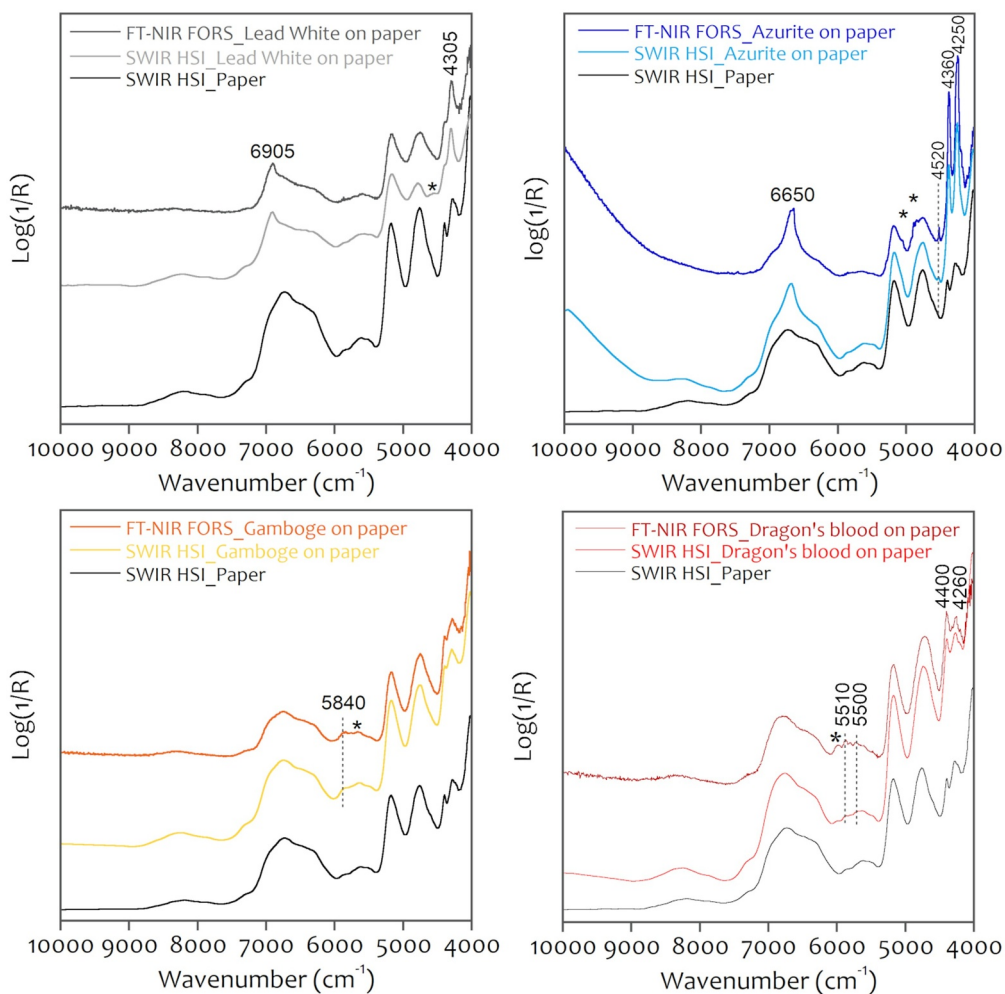 FT-NIR FORS_Lead White on paper
SWIR HSI_Lead White on paper
SWIR HSI_Paper
4305
6905
*
Log(1/R)
10000 9000 8000 7000 6000 5000 4000
Wavenumber (cm⁻¹)
FT-NIR FORS_Azurite on paper
SWIR HSI_Azurite on paper
SWIR HSI_Paper
4360
4250
4520
6650
* *
log(1/R)
10000 9000 8000 7000 6000 5000 4000
Wavenumber (cm⁻¹)
FT-NIR FORS_Gamboge on paper
SWIR HSI_Gamboge on paper
SWIR HSI_Paper
5840
*
Log(1/R)
10000 9000 8000 7000 6000 5000 4000
Wavenumber (cm⁻¹)
FT-NIR FORS_Dragon's blood on paper
SWIR HSI_Dragon's blood on paper
SWIR HSI_Paper
4400
4260
*
5510
5500
Log(1/R)
10000 9000 8000 7000 6000 5000 4000
Wavenumber (cm⁻¹)